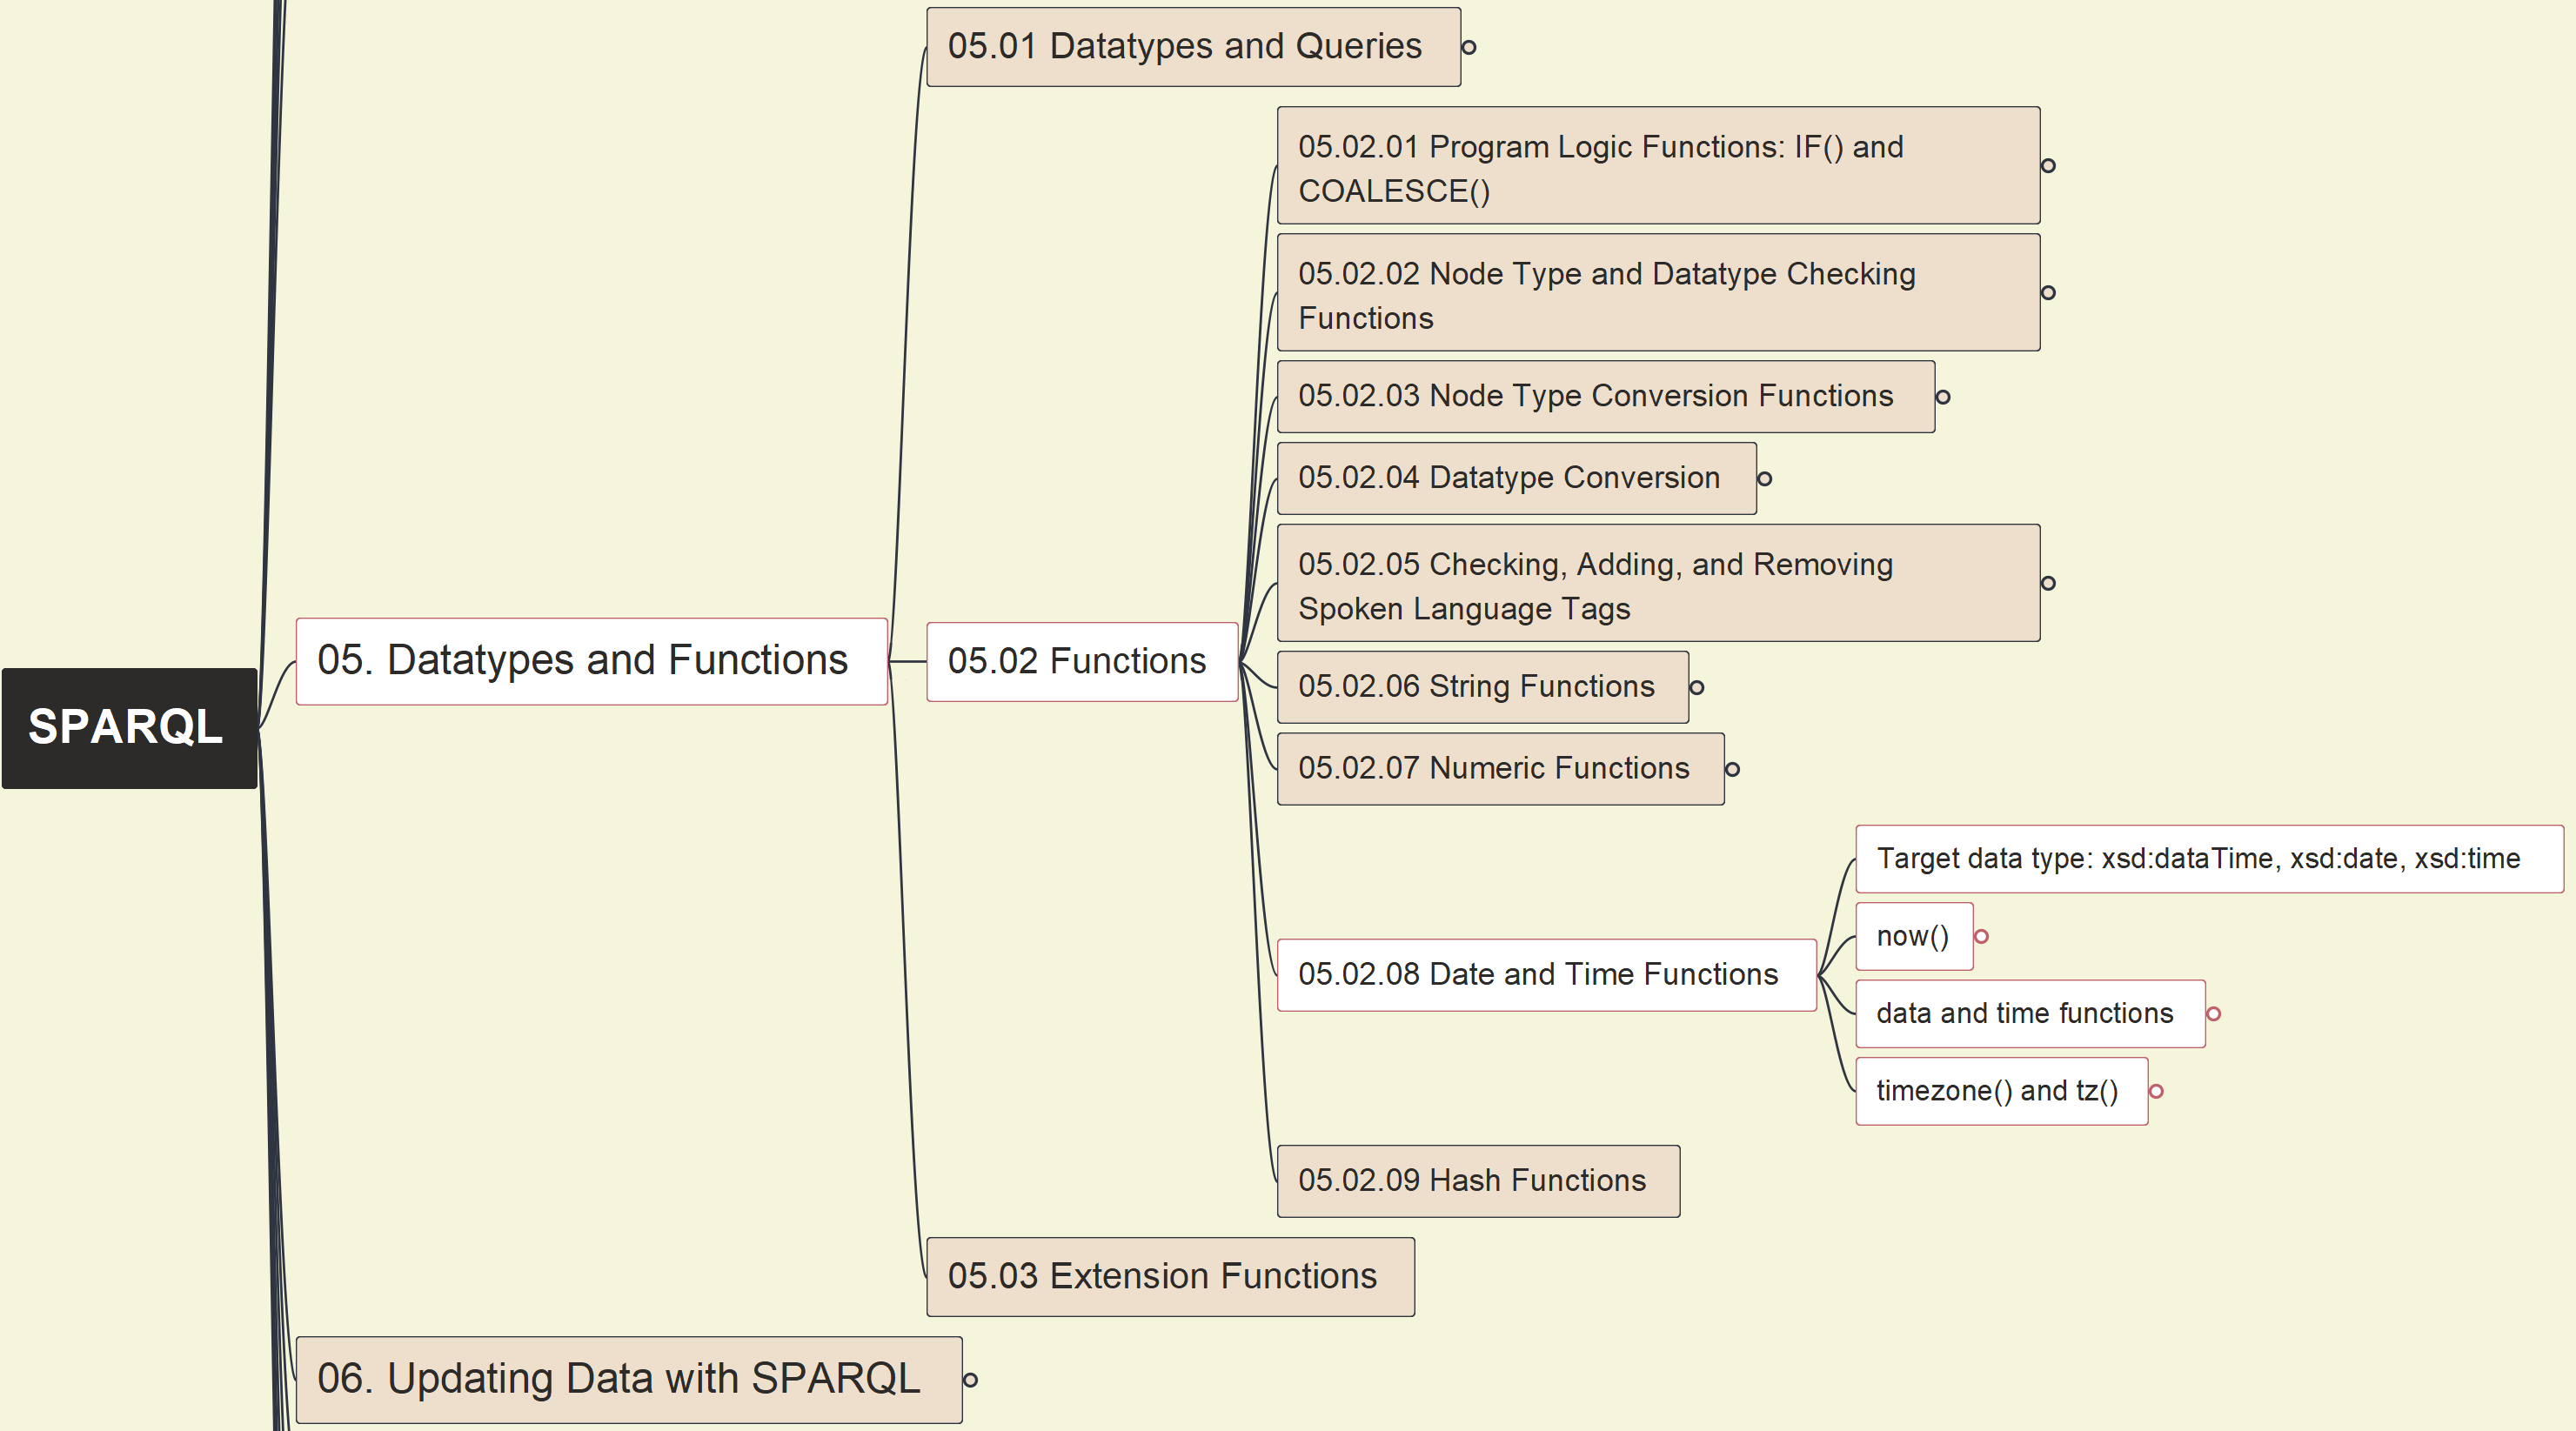 SPARQL
05. Datatypes and Functions
05.01 Datatypes and Queries
05.02 Functions
05.02.01 Program Logic Functions: IF() and
COALESCE()
05.02.02 Node Type and Datatype Checking
Functions
05.02.03 Node Type Conversion Functions
05.02.04 Datatype Conversion
05.02.05 Checking, Adding, and Removing
Spoken Language Tags
05.02.06 String Functions
05.02.07 Numeric Functions
05.02.08 Date and Time Functions
Target data type: xsd:dataTime, xsd:date, xsd:time
now()
data and time functions
timezone() and tz()
05.02.09 Hash Functions
05.03 Extension Functions
06. Updating Data with SPARQL